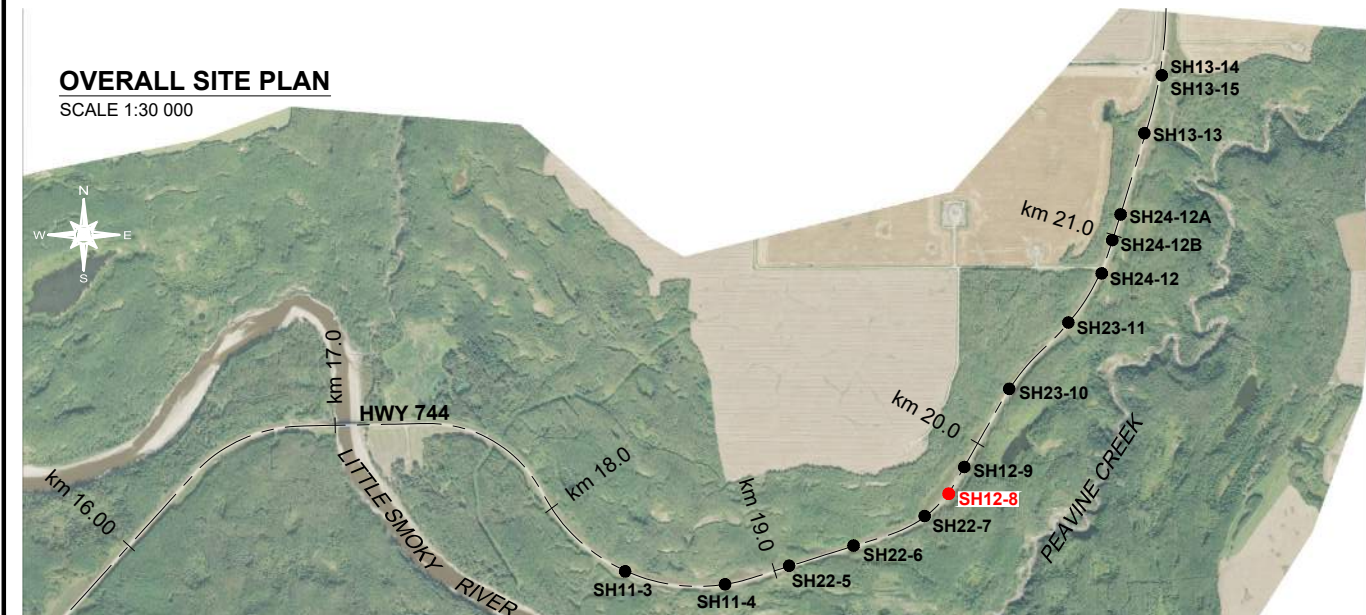 OVERALL SITE PLAN
SCALE 1:30 000
N
W
E
S
SH13-14
SH13-15
SH13-13
SH24-12A
km 21.0
SH24-12B
SH24-12
SH23-11
SH23-10
km 20.0
SH12-9
SH12-8
SH22-7
SH22-6
SH22-5
km 19.0
SH11-4
SH11-3
km 18.0
HWY 744
km 17.0
km 16.00
LITTLE SMOKY RIVER
PEAVINE CREEK